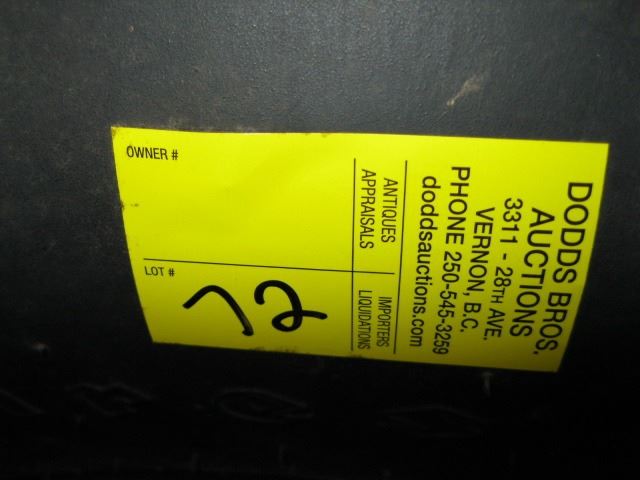 DODDS BROS.
AUCTIONS
3311 - 28TH AVE.
VERNON, B.C.
PHONE 250-545-3259
doddsauctions.com
ANTIQUES
APPRAISALS
IMPORTERS
LIQUIDATIONS
OWNER #
LOT #
72